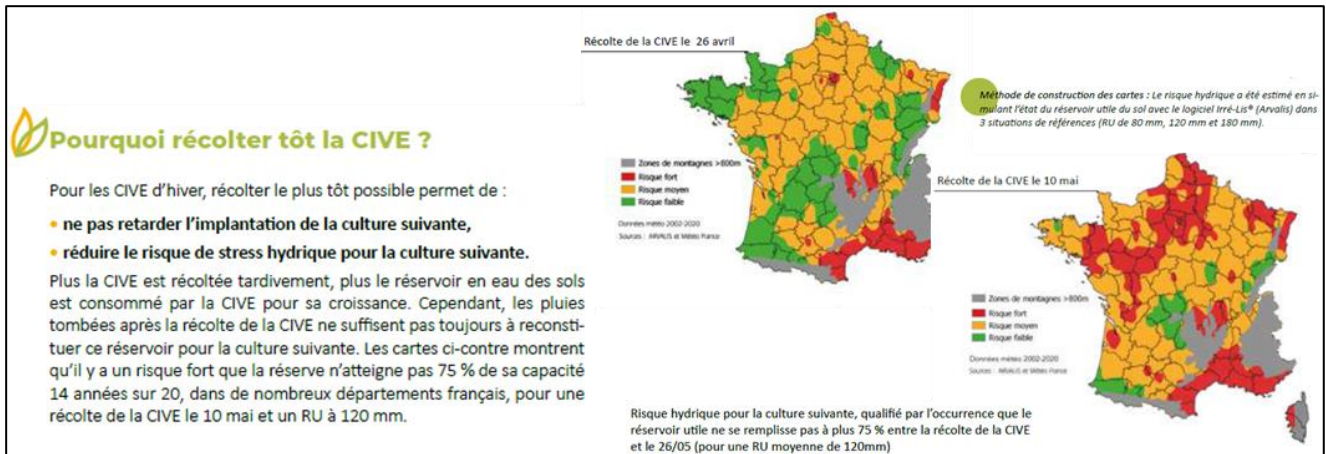 Pourquoi récolter tôt la CIVE ?
Pour les CIVE d'hiver, récolter le plus tôt possible permet de :
• ne pas retarder l'implantation de la culture suivante,
• réduire le risque de stress hydrique pour la culture suivante.
Plus la CIVE est récoltée tardivement, plus le réservoir en eau des sols
est consommé par la CIVE pour sa croissance. Cependant, les pluies
tombées après la récolte de la CIVE ne suffisent pas toujours à reconsti-
tuer ce réservoir pour la culture suivante. Les cartes ci-contre montrent
qu'il y a un risque fort que la réserve n'atteigne pas 75 % de sa capacité
14 années sur 20, dans de nombreux départements français, pour une
récolte de la CIVE le 10 mai et un RU à 120 mm.
Récolte de la CIVE le 26 avril
Zones de montagnes >800m
Risque fort
Risque moyen
Risque faible
Données météo 2002-2020
Sources : ARVALIS et Météo France
Méthode de construction des cartes : Le risque hydrique a été estimé en si-
mulant l'état du réservoir utile du sol avec le logiciel Irré-Lis® (Arvalis) dans
3 situations de références (RU de 80 mm, 120 mm et 180 mm).
Récolte de la CIVE le 10 mai
Zones de montagnes >800m
Risque fort
Risque moyen
Risque faible
Données météo 2002-2020
Sources : ARVALIS et Météo France
Risque hydrique pour la culture suivante, qualifié par l'occurrence que le
réservoir utile ne se remplisse pas à plus 75 % entre la récolte de la CIVE
et le 26/05 (pour une RU moyenne de 120mm)